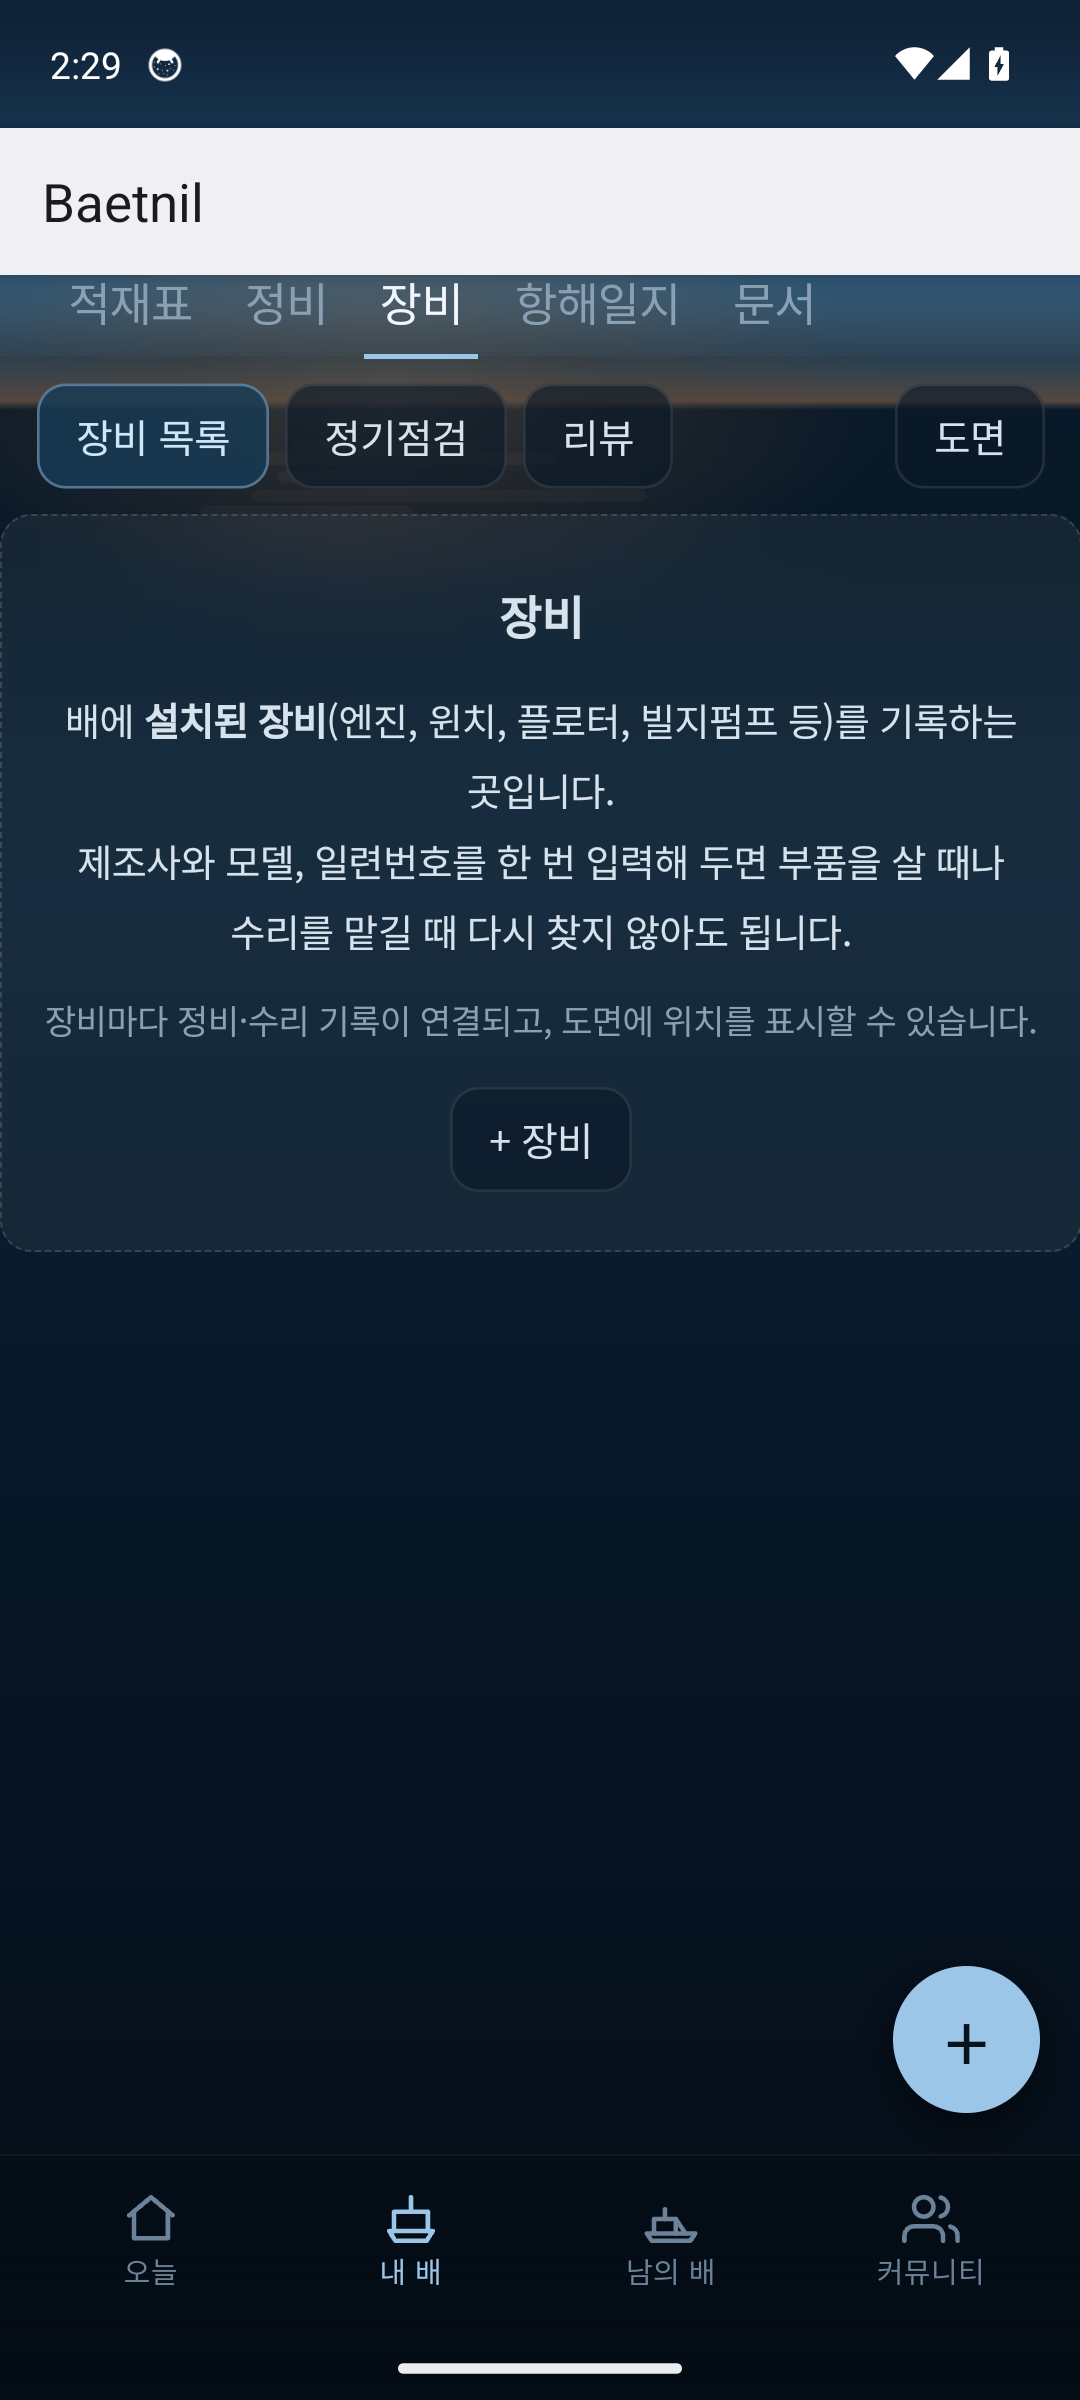 2:29
Baetnil
적재표 정비 장비 항해일지 문서
장비 목록 정기점검 리뷰 도면
장비
배에 설치된 장비(엔진, 윈치, 플로터, 빌지펌프 등)를 기록하는
곳입니다.
제조사와 모델, 일련번호를 한 번 입력해 두면 부품을 살 때나
수리를 맡길 때 다시 찾지 않아도 됩니다.
장비마다 정비·수리 기록이 연결되고, 도면에 위치를 표시할 수 있습니다.
+ 장비
+
오늘 내 배 남의 배 커뮤니티